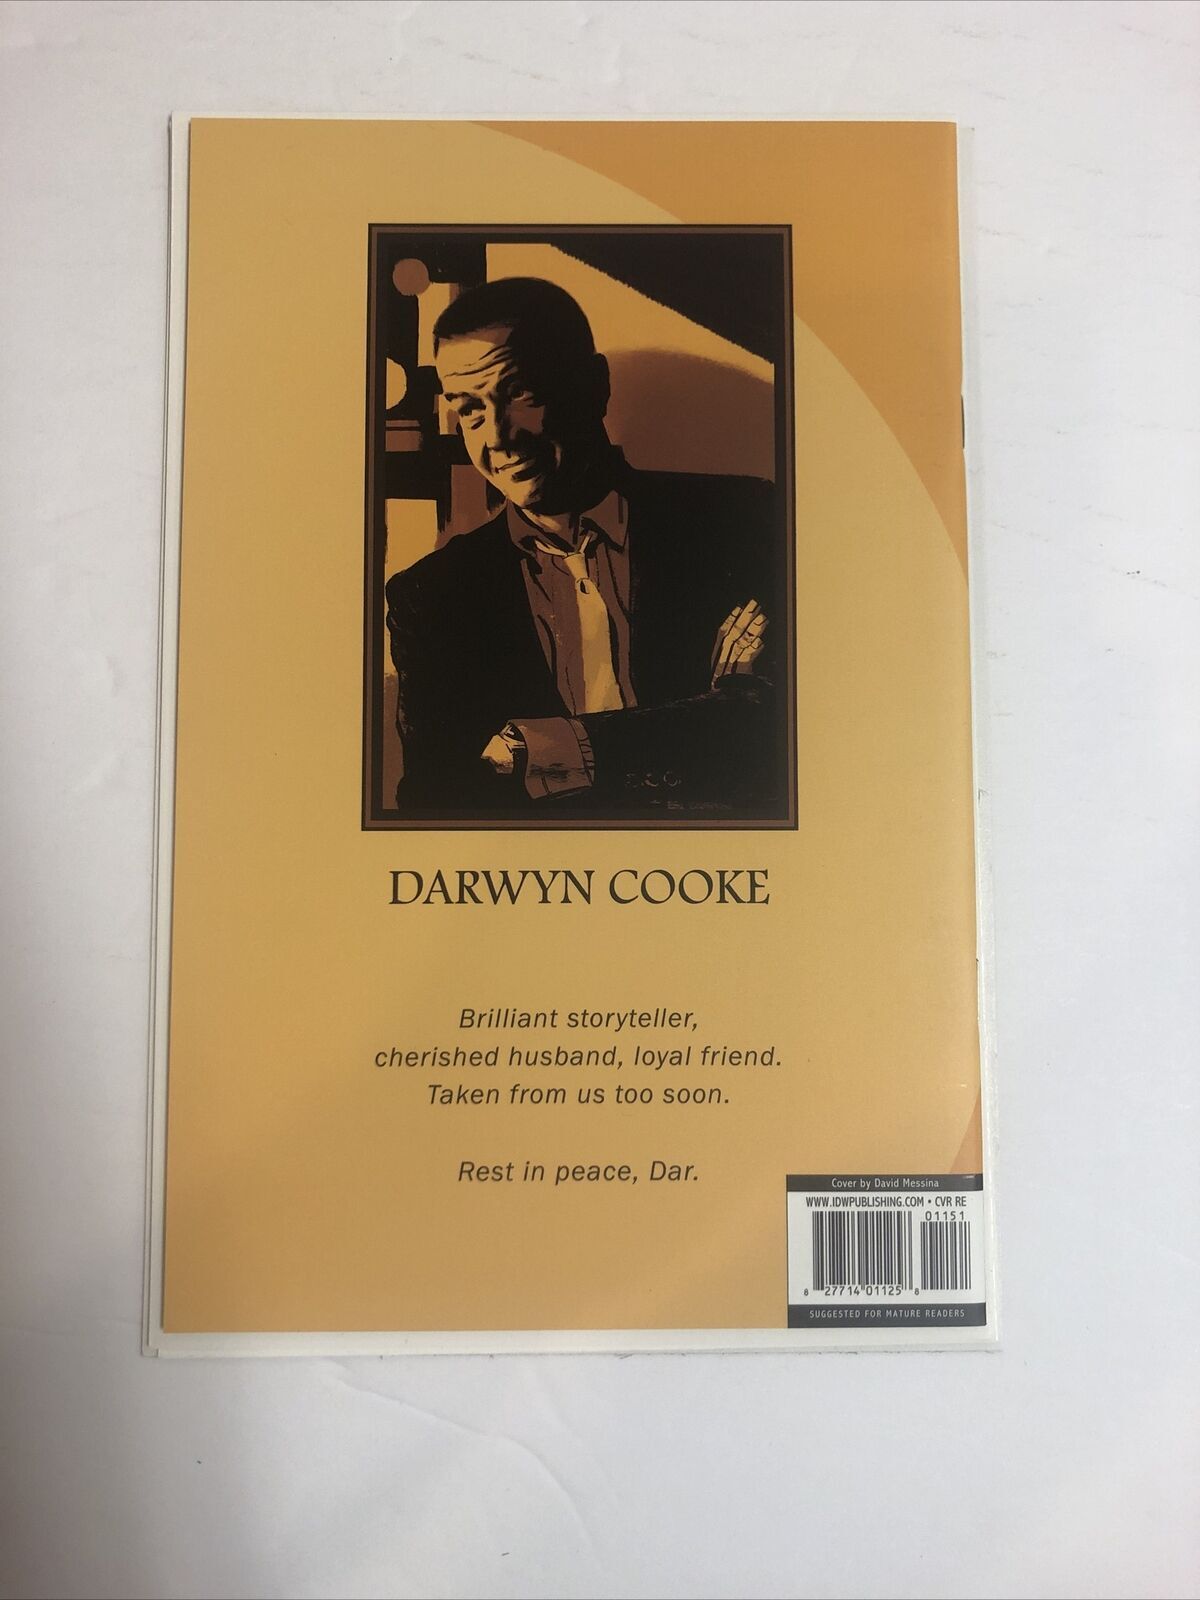 DARWYN COOKE
Brilliant storyteller,
cherished husband, loyal friend.
Taken from us too soon.
Rest in peace, Dar.
Cover by David Messina
WWW.IDWPUBLISHING.COM • CVR RE
01151
8 27714 01125 8
SUGGESTED FOR MATURE READERS